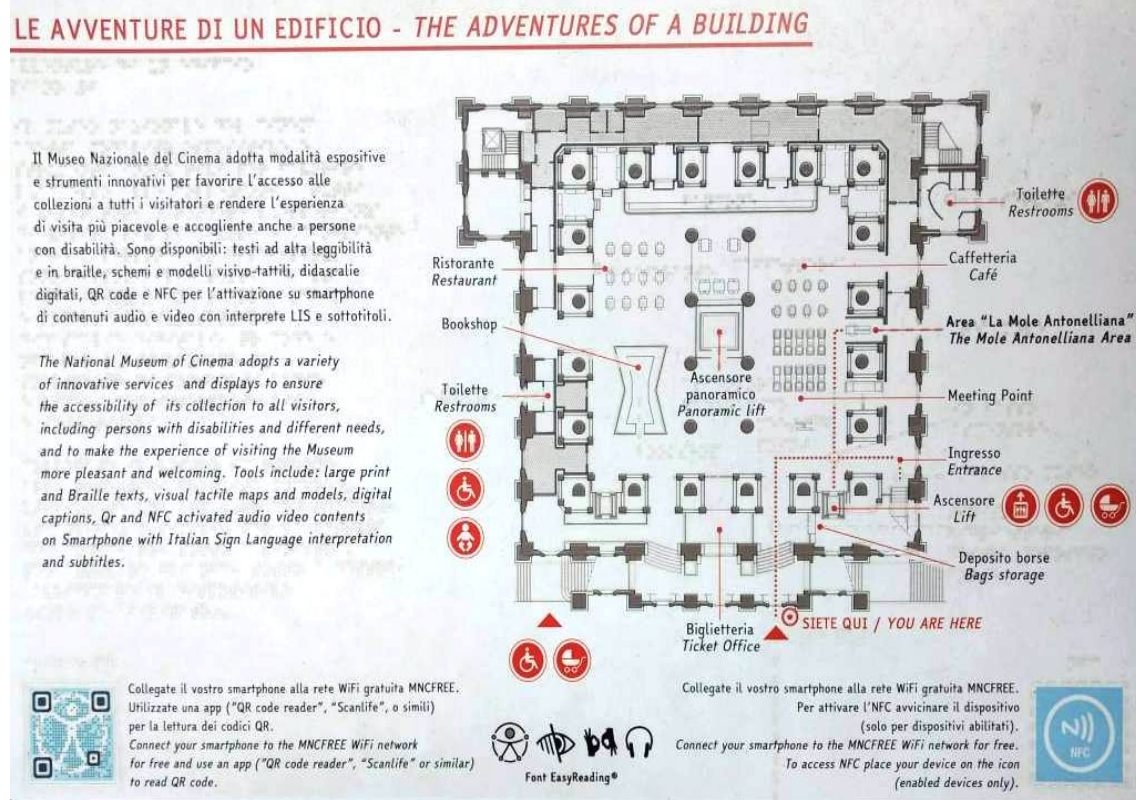 LE AVVENTURE DI UN EDIFICIO - THE ADVENTURES OF A BUILDING
Il Museo Nazionale del Cinema adotta modalità espositive
e strumenti innovativi per favorire l'accesso alle
collezioni a tutti i visitatori e rendere l'esperienza
di visita più piacevole e accogliente anche a persone
con disabilità. Sono disponibili: testi ad alta leggibilità
e in braille, schemi e modelli visivo-tattili, didascalie
digitali, QR code e NFC per l'attivazione su smartphone
di contenuti audio e video con interprete LIS e sottotitoli.
The National Museum of Cinema adopts a variety
of innovative services and displays to ensure
the accessibility of its collection to all visitors,
including persons with disabilities and different needs,
and to make the experience of visiting the Museum
more pleasant and welcoming. Tools include: large print
and Braille texts, visual tactile maps and models, digital
captions, Qr and NFC activated audio video contents
on Smartphone with Italian Sign Language interpretation
and subtitles.
Toilette
Restrooms
Ristorante
Restaurant
Caffetteria
Café
Bookshop
Area "La Mole Antonelliana"
The Mole Antonelliana Area
Toilette
Restrooms
Ascensore
panoramico
Panoramic lift
Meeting Point
Ingresso
Entrance
Ascensore
Lift
Deposito borse
Bags storage
Biglietteria
Ticket Office
SIETE QUI / YOU ARE HERE
Collegate il vostro smartphone alla rete WiFi gratuita MNCFREE.
Utilizzate una app ("QR code reader", "Scanlife", o simili)
per la lettura dei codici QR.
Connect your smartphone to the MNCFREE WiFi network
for free and use an app ("QR code reader", "Scanlife" or similar)
to read QR code.
Font EasyReading®
Collegate il vostro smartphone alla rete WiFi gratuita MNCFREE.
Per attivare l'NFC avvicinare il dispositivo
(solo per dispositivi abilitati).
Connect your smartphone to the MNCFREE WiFi network for free.
To access NFC place your device on the icon
(enabled devices only).
NFC